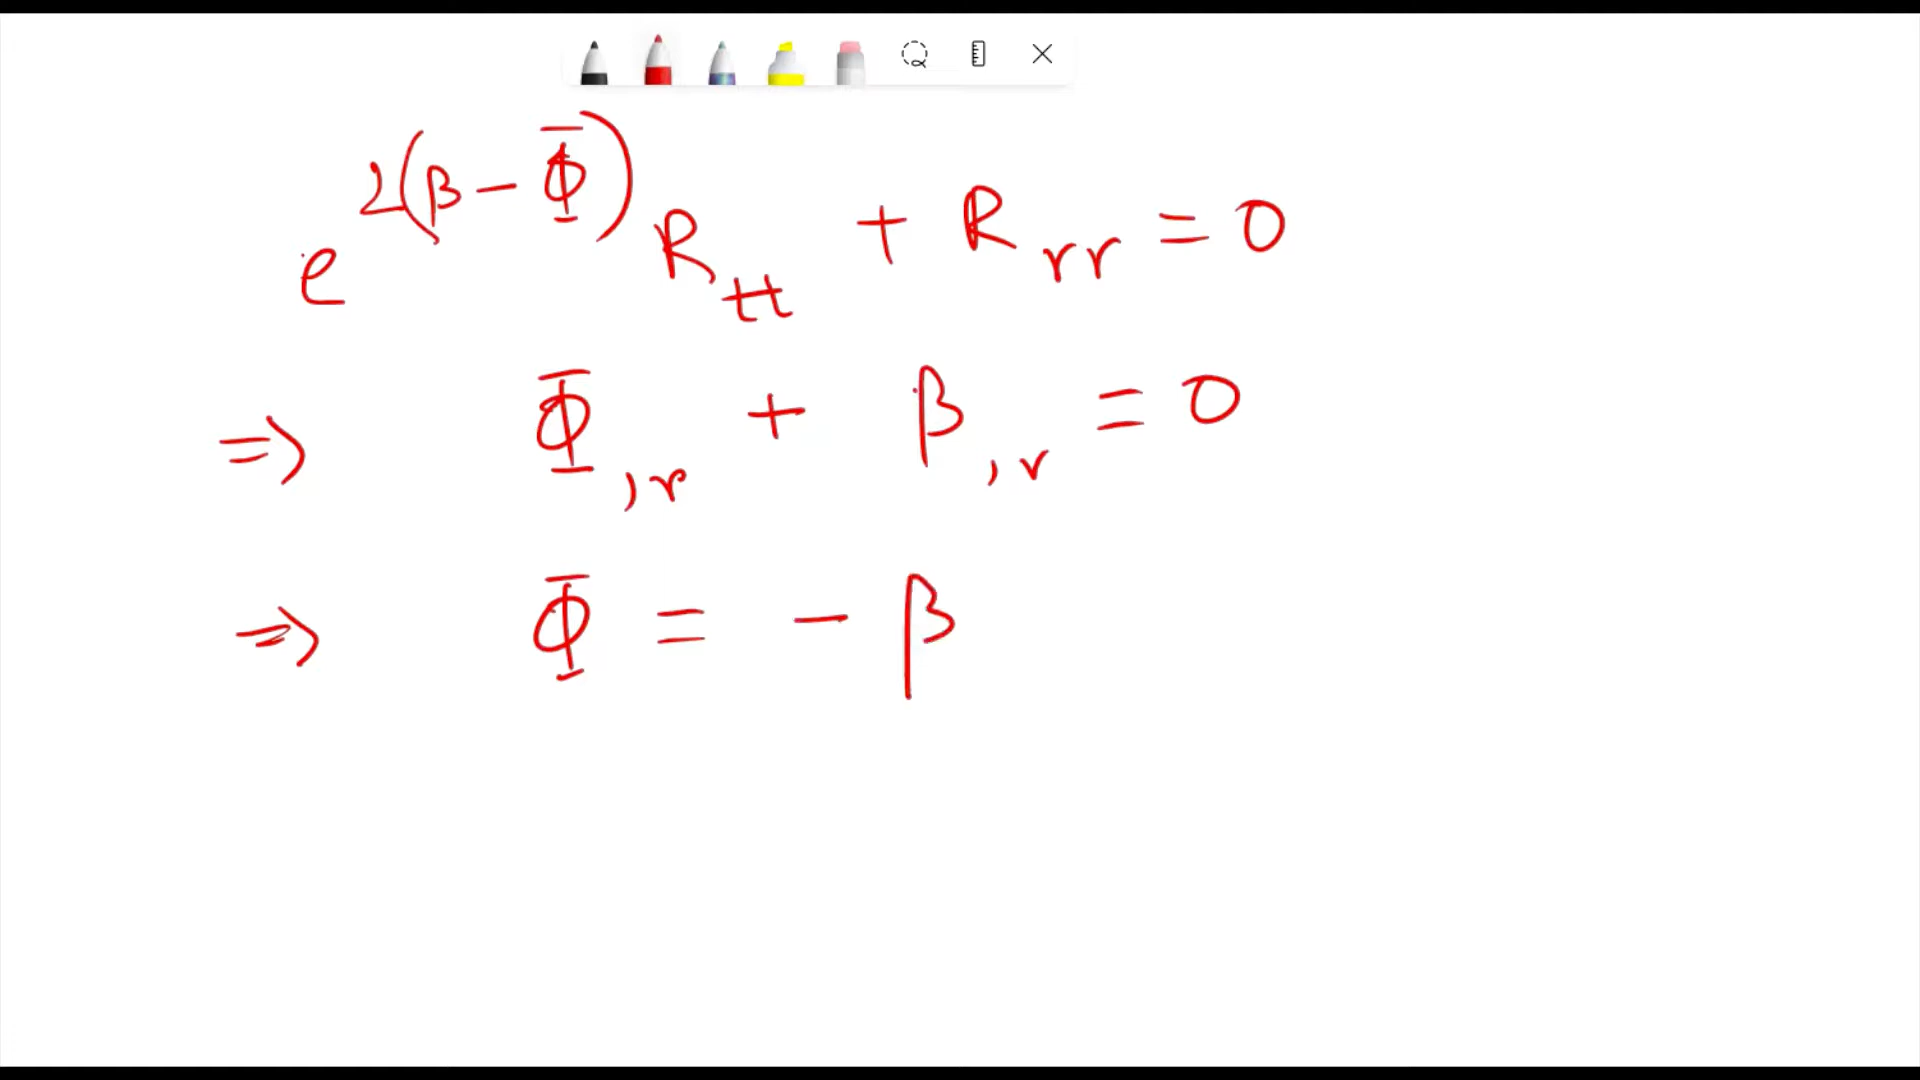 e^{2(β - Φ)} R_{tt} + R_{rr} = 0
⇒ Φ_{,r} + β_{,r} = 0
⇒ Φ = - β